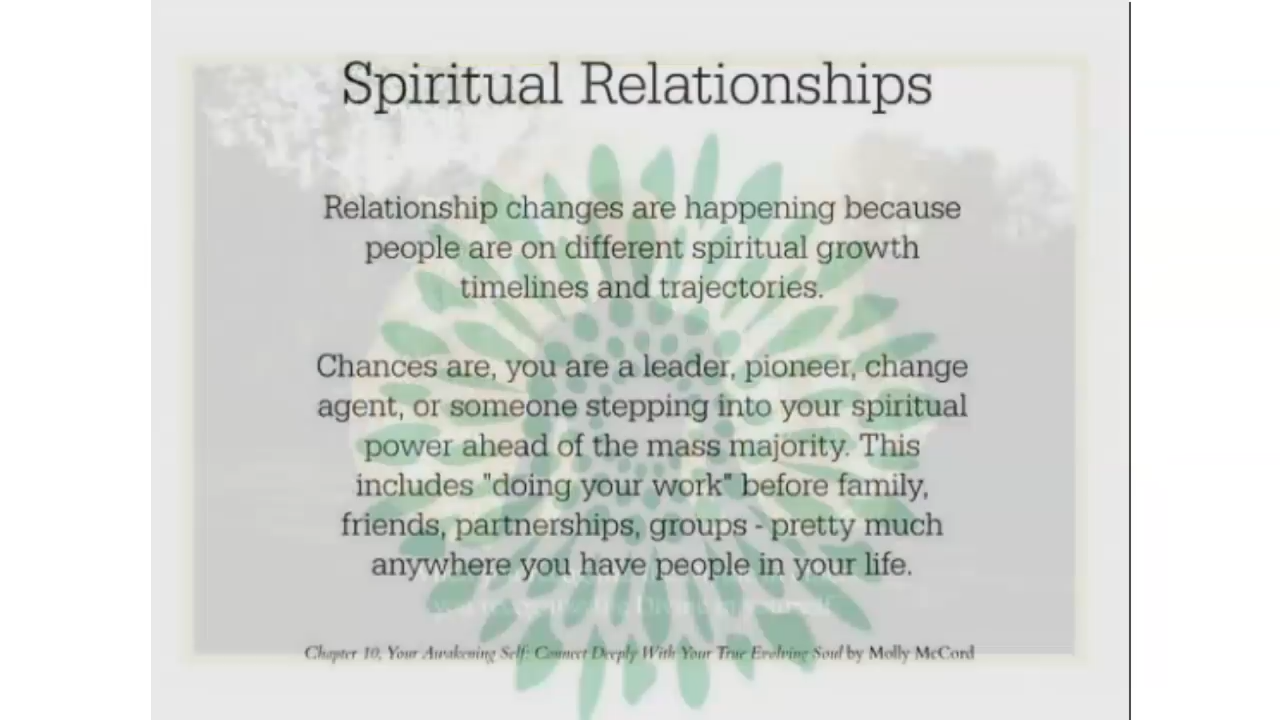 Spiritual Relationships
Relationship changes are happening because
people are on different spiritual growth
timelines and trajectories.
Chances are, you are a leader, pioneer, change
agent, or someone stepping into your spiritual
power ahead of the mass majority. This
includes "doing your work" before family,
friends, partnerships, groups - pretty much
anywhere you have people in your life.
Chapter 10, Your Awakening Self: Connect Deeply With Your True Evolving Soul by Molly McCord